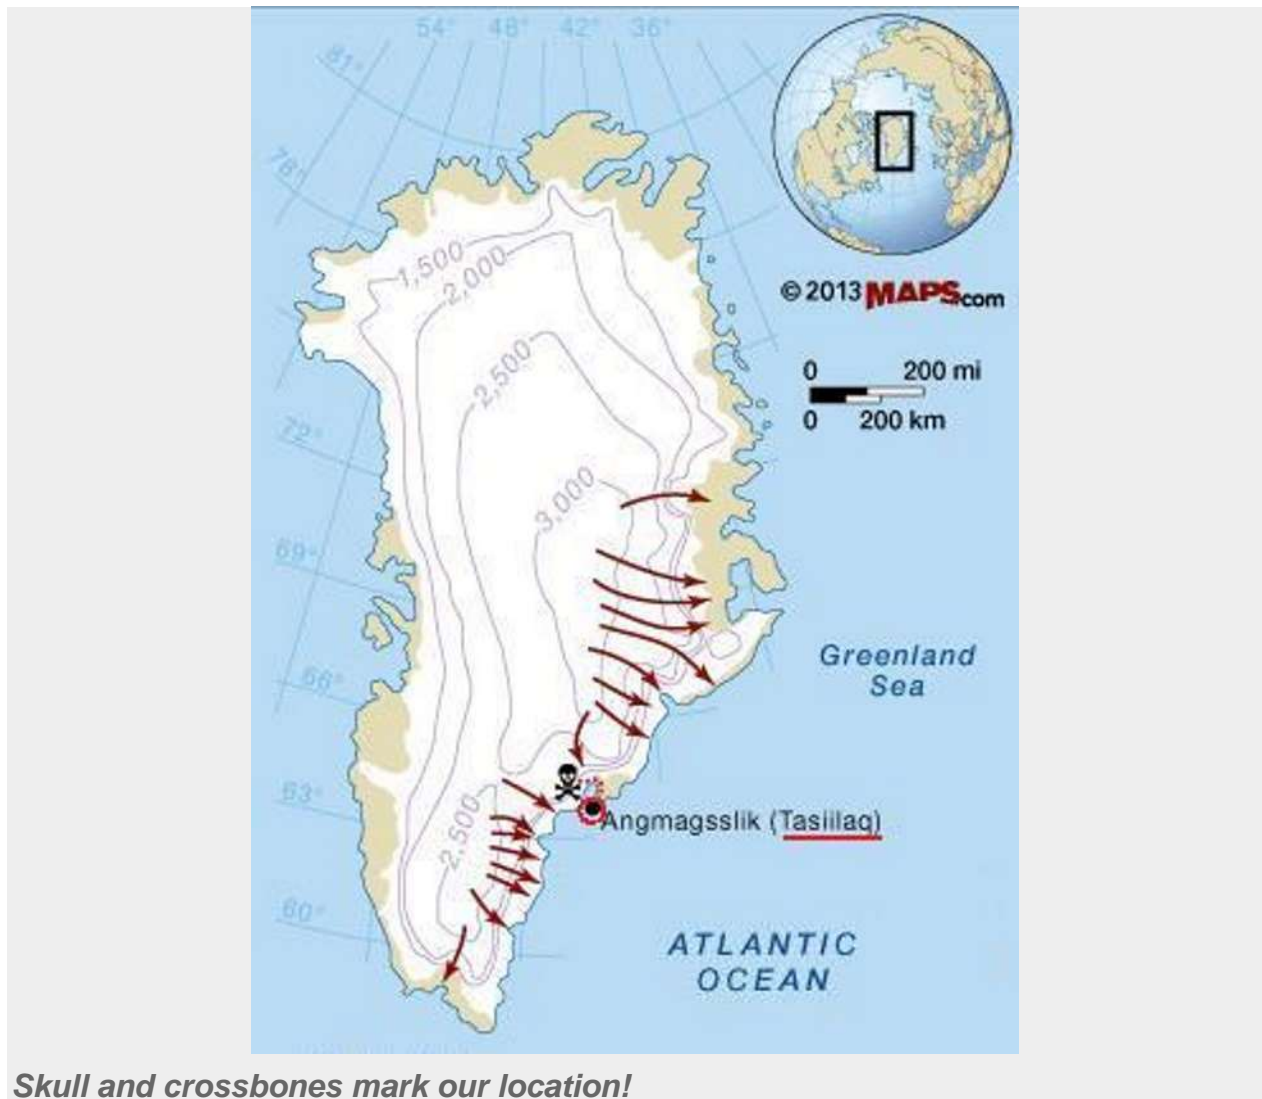 54° 48° 42° 36°
81°
78°
1,500
2,000
© 2013 MAPS.com
0 200 mi
0 200 km
2,500
72°
3,000
69°
Greenland
Sea
66°
63°
Angmagsslik (Tasiilaq)
2,500
60°
ATLANTIC
OCEAN
Skull and crossbones mark our location!